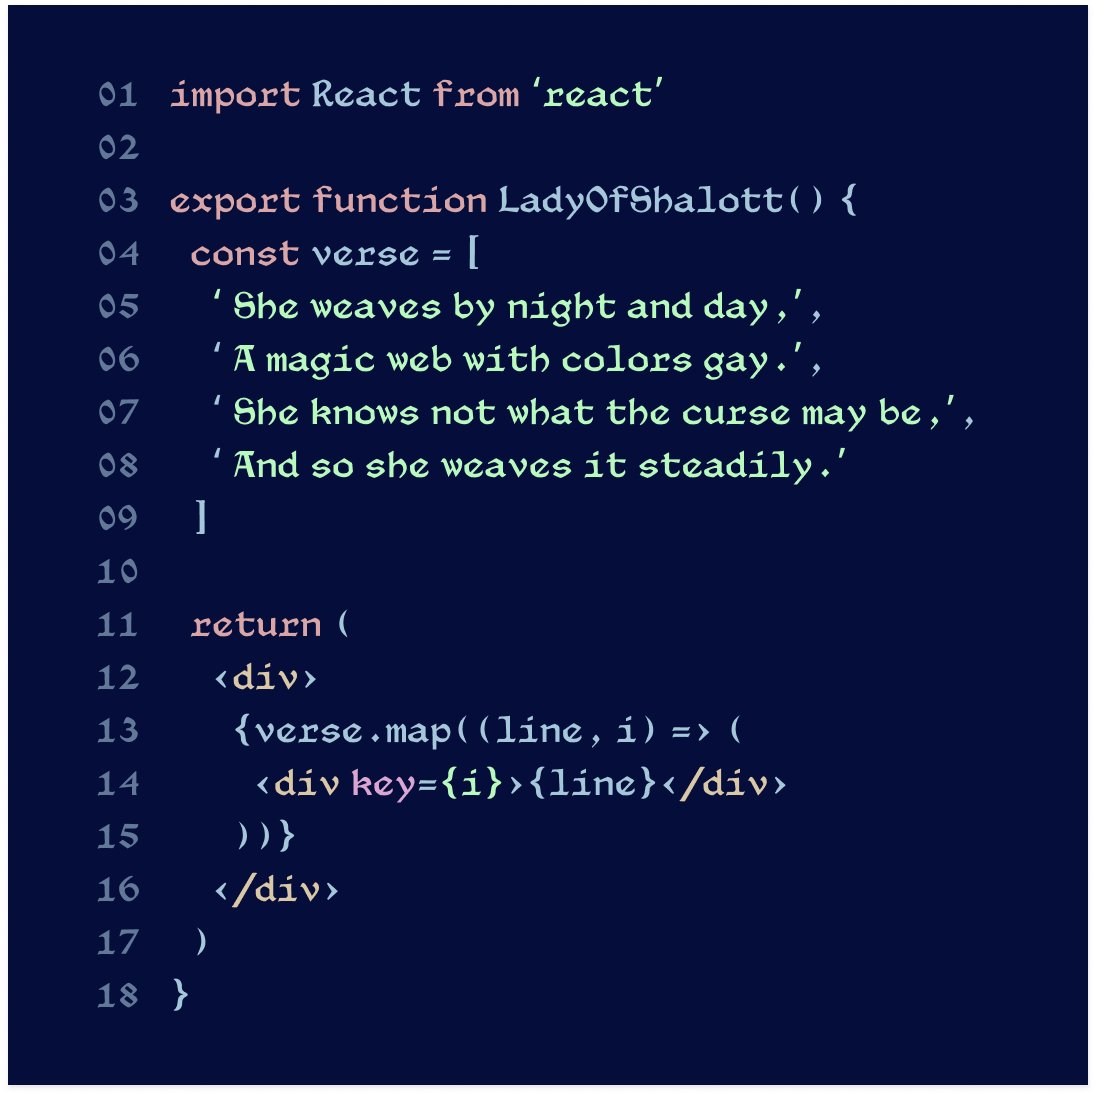 01 import React from ‘react’
02
03 export function LadyOfShalott() {
04  const verse = [
05   ‘ She weaves by night and day,’,
06   ‘ A magic web with colors gay.’,
07   ‘ She knows not what the curse may be,’,
08   ‘ And so she weaves it steadily.’
09  ]
10
11  return (
12   <div>
13    {verse.map((line, i) => (
14     <div key={i}>{line}</div>
15    ))}
16   </div>
17  )
18 }